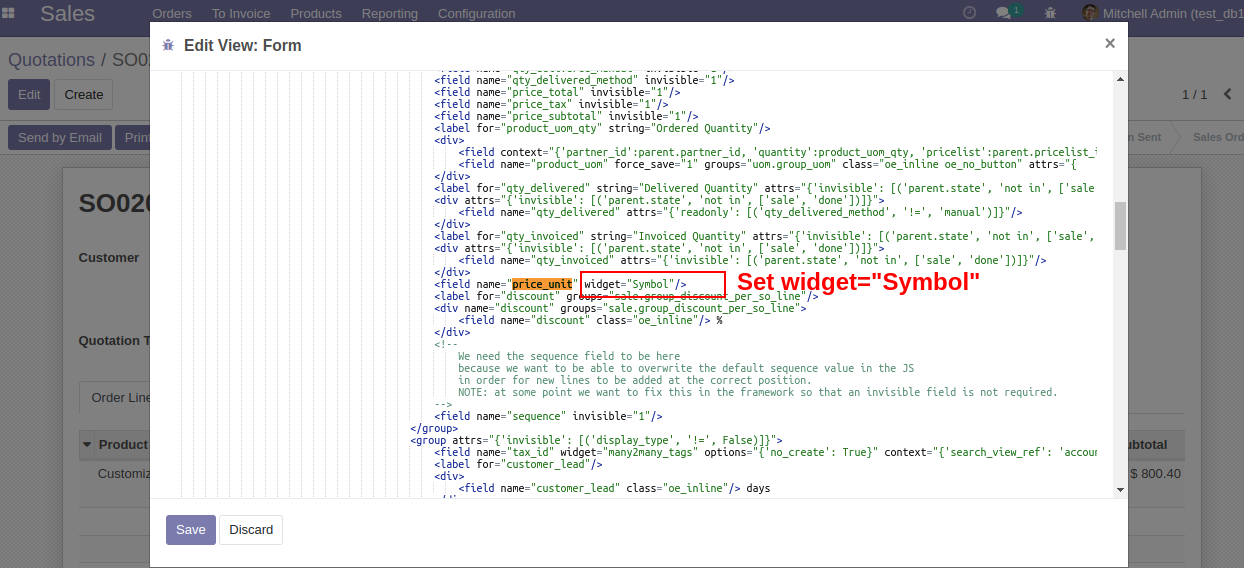 Sales
Orders To Invoice Products Reporting Configuration
1 Mitchell Admin (test_db1
Edit View: Form ×
Quotations / SO02
Edit Create
1 / 1
Send by Email Print
n Sent Sales Ord
SO020
Customer
Quotation T
Order Line
Product
ubtotal
Customiz
$ 800.40
<field name="qty_delivered_method" invisible="1"/>
<field name="price_total" invisible="1"/>
<field name="price_tax" invisible="1"/>
<field name="price_subtotal" invisible="1"/>
<label for="product_uom_qty" string="Ordered Quantity"/>
<div>
<field context="{'partner_id':parent.partner_id, 'quantity':product_uom_qty, 'pricelist':parent.pricelist_i
<field name="product_uom" force_save="1" groups="uom.group_uom" class="oe_inline oe_no_button" attrs="{
</div>
<label for="qty_delivered" string="Delivered Quantity" attrs="{'invisible': [('parent.state', 'not in', ['sale
<div attrs="{'invisible': [('parent.state', 'not in', ['sale', 'done'])]}">
<field name="qty_delivered" attrs="{'readonly': [('qty_delivered_method', '!=', 'manual')]}"/>
</div>
<label for="qty_invoiced" string="Invoiced Quantity" attrs="{'invisible': [('parent.state', 'not in', ['sale',
<div attrs="{'invisible': [('parent.state', 'not in', ['sale', 'done'])]}">
<field name="qty_invoiced" attrs="{'invisible': [('parent.state', 'not in', ['sale', 'done'])]}"/>
</div>
<field name="price_unit" widget="Symbol"/> Set widget="Symbol"
<label for="discount" groups="sale.group_discount_per_so_line"/>
<div name="discount" groups="sale.group_discount_per_so_line">
<field name="discount" class="oe_inline"/> %
</div>
<!--
We need the sequence field to be here
because we want to be able to overwrite the default sequence value in the JS
in order for new lines to be added at the correct position.
NOTE: at some point we want to fix this in the framework so that an invisible field is not required.
-->
<field name="sequence" invisible="1"/>
</group>
<group attrs="{'invisible': [('display_type', '!=', False)]}">
<field name="tax_id" widget="many2many_tags" options="{'no_create': True}" context="{'search_view_ref': 'accoun
<label for="customer_lead"/>
<div>
<field name="customer_lead" class="oe_inline"/> days
Save Discard